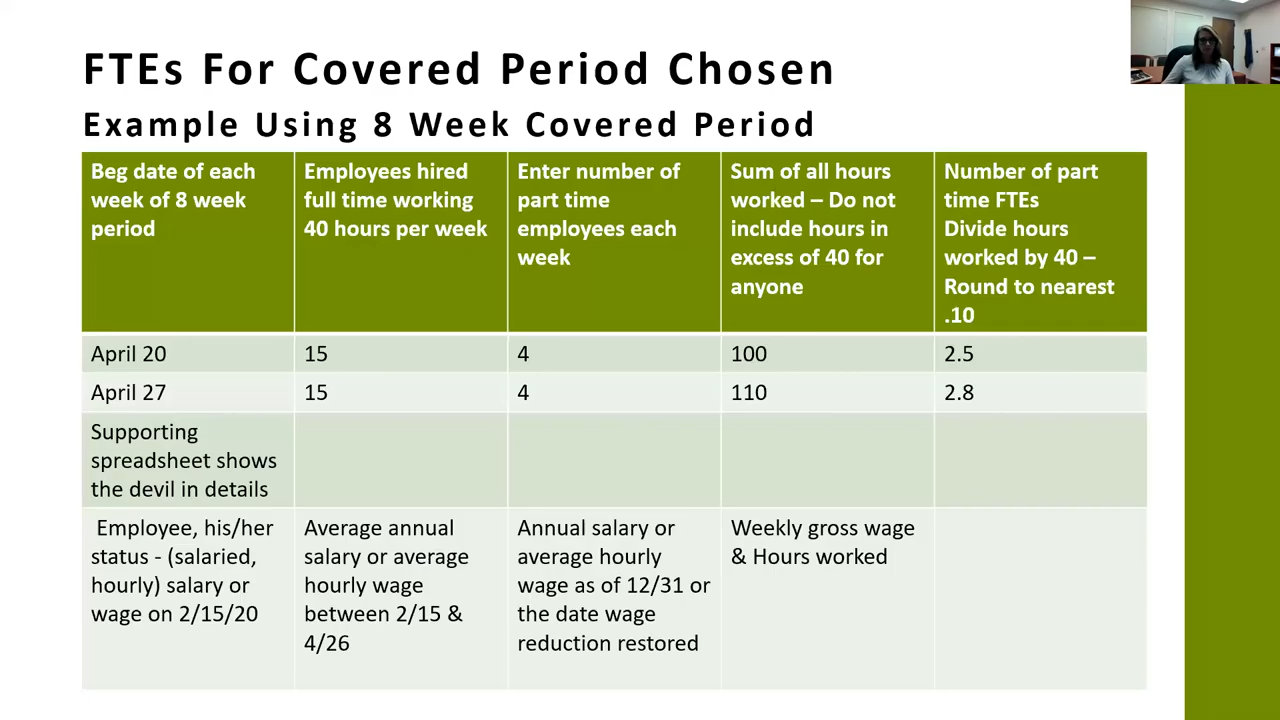 FTEs For Covered Period Chosen
Example Using 8 Week Covered Period
Beg date of each
week of 8 week
period
Employees hired
full time working
40 hours per week
Enter number of
part time
employees each
week
Sum of all hours
worked – Do not
include hours in
excess of 40 for
anyone
Number of part
time FTEs
Divide hours
worked by 40 –
Round to nearest
.10
April 20
15
4
100
2.5
April 27
15
4
110
2.8
Supporting
spreadsheet shows
the devil in details
Employee, his/her
status - (salaried,
hourly) salary or
wage on 2/15/20
Average annual
salary or average
hourly wage
between 2/15 &
4/26
Annual salary or
average hourly
wage as of 12/31 or
the date wage
reduction restored
Weekly gross wage
& Hours worked